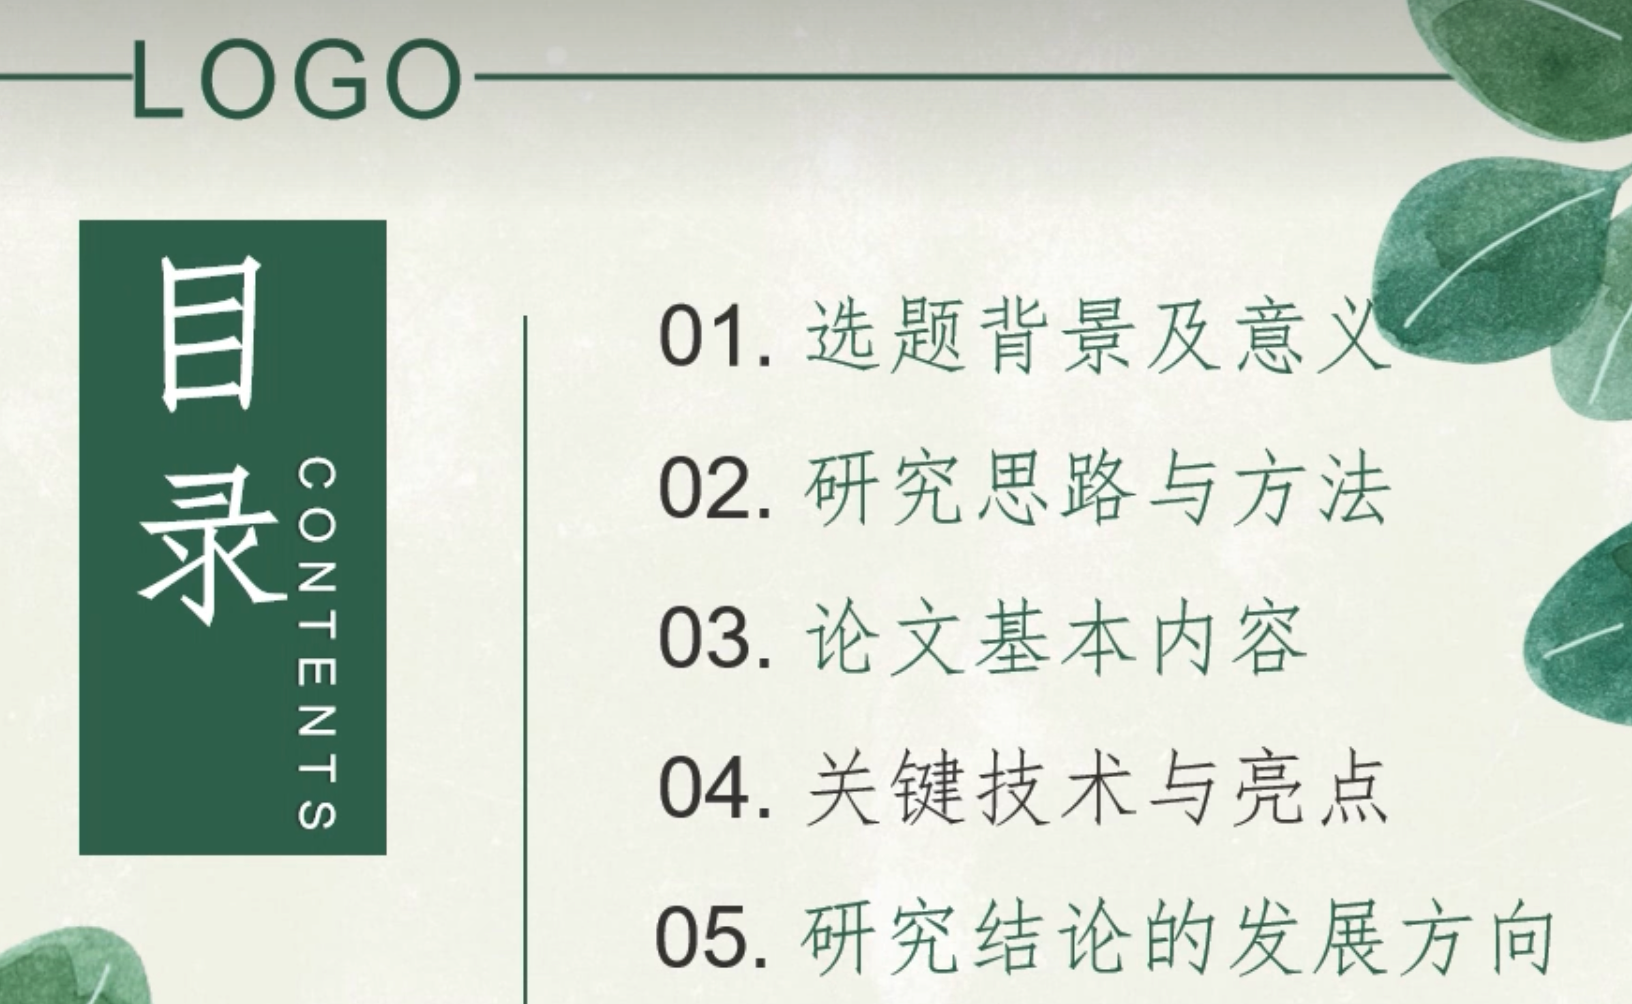 LOGO
目录
CONTENTS
01. 选题背景及意义
02. 研究思路与方法
03. 论文基本内容
04. 关键技术与亮点
05. 研究结论的发展方向